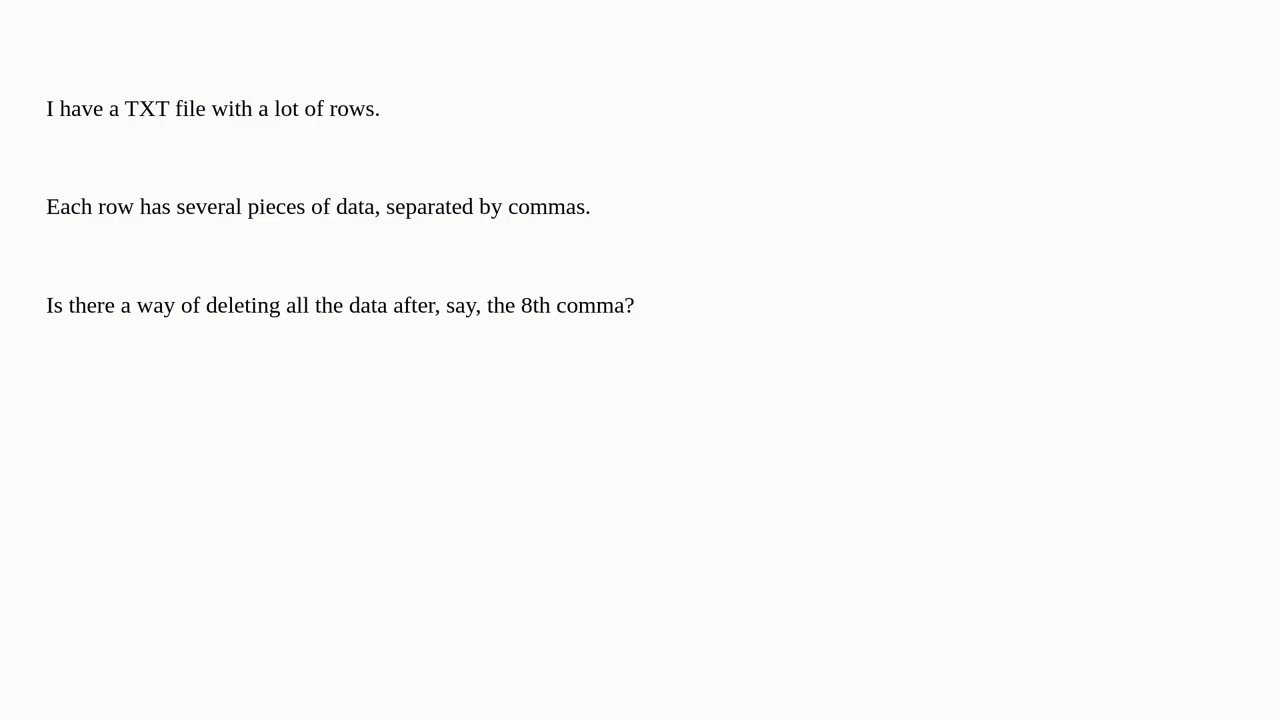 I have a TXT file with a lot of rows.
Each row has several pieces of data, separated by commas.
Is there a way of deleting all the data after, say, the 8th comma?